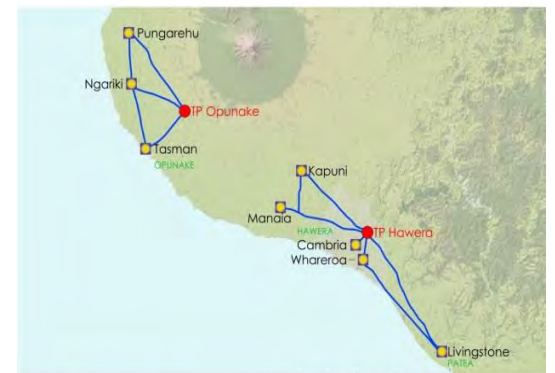 Pungarehu
Ngariki
TP Opunake
Tasman
OPUNAKE
Kapuni
Manaia
HAWERA
TP Hawera
Cambria
Whareroa
Livingstone
PATEA